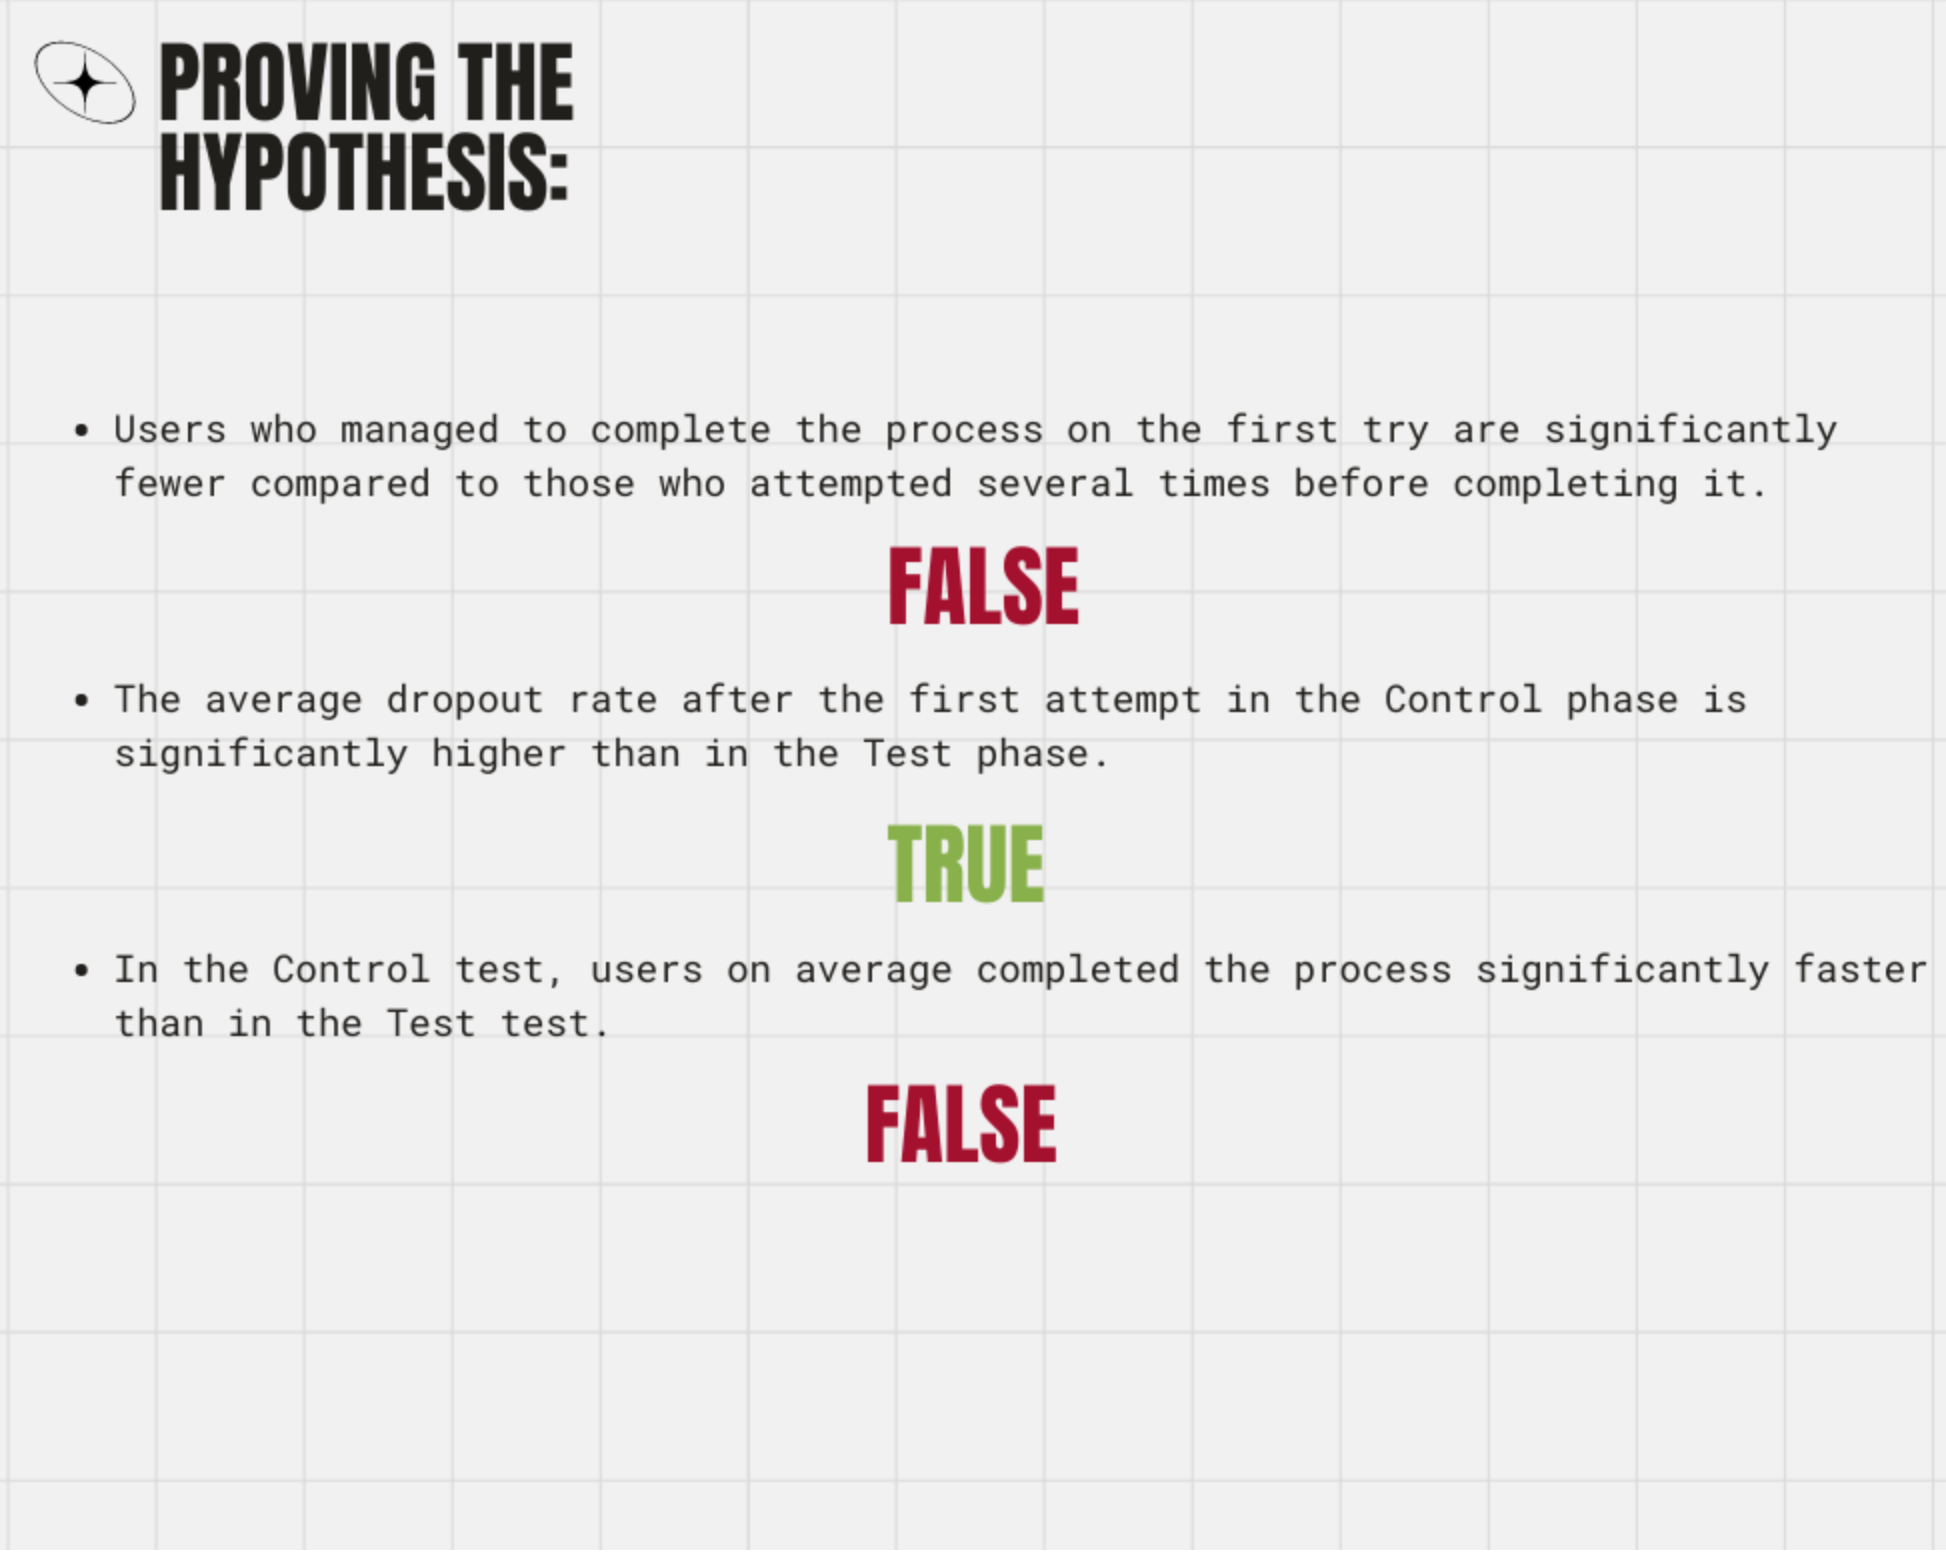 PROVING THE
HYPOTHESIS:
• Users who managed to complete the process on the first try are significantly
fewer compared to those who attempted several times before completing it.
FALSE
• The average dropout rate after the first attempt in the Control phase is
significantly higher than in the Test phase.
TRUE
• In the Control test, users on average completed the process significantly faster
than in the Test test.
FALSE